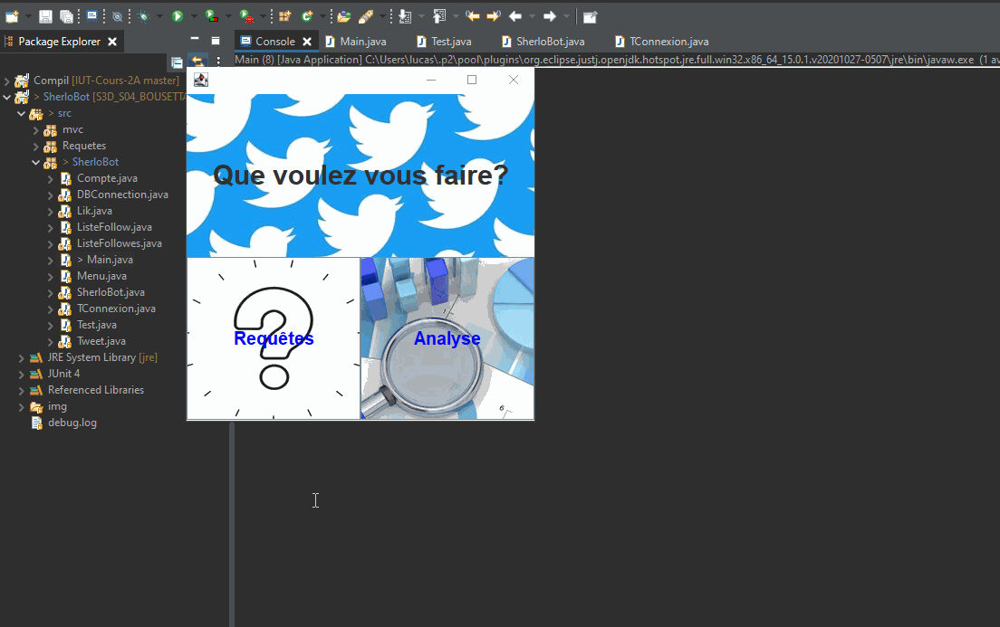 Package Explorer
Console
Main.java
Test.java
SherloBot.java
TConnexion.java
Main (8) [Java Application] C:\Users\lucas\.p2\pool\plugins\org.eclipse.justj.openjdk.hotspot.jre.full.win32.x86_64_15.0.1.v20201027-0507\jre\bin\javaw.exe (1 av
Compil [IUT-Cours-2A master]
> SherloBot [S3D_S04_BOUSETTA
> src
mvc
Requetes
> SherloBot
Compte.java
DBConnection.java
Lik.java
ListeFollow.java
ListeFollowes.java
> Main.java
Menu.java
SherloBot.java
TConnexion.java
Test.java
Tweet.java
JRE System Library [jre]
JUnit 4
Referenced Libraries
img
debug.log
Que voulez vous faire?
Requêtes
Analyse
6